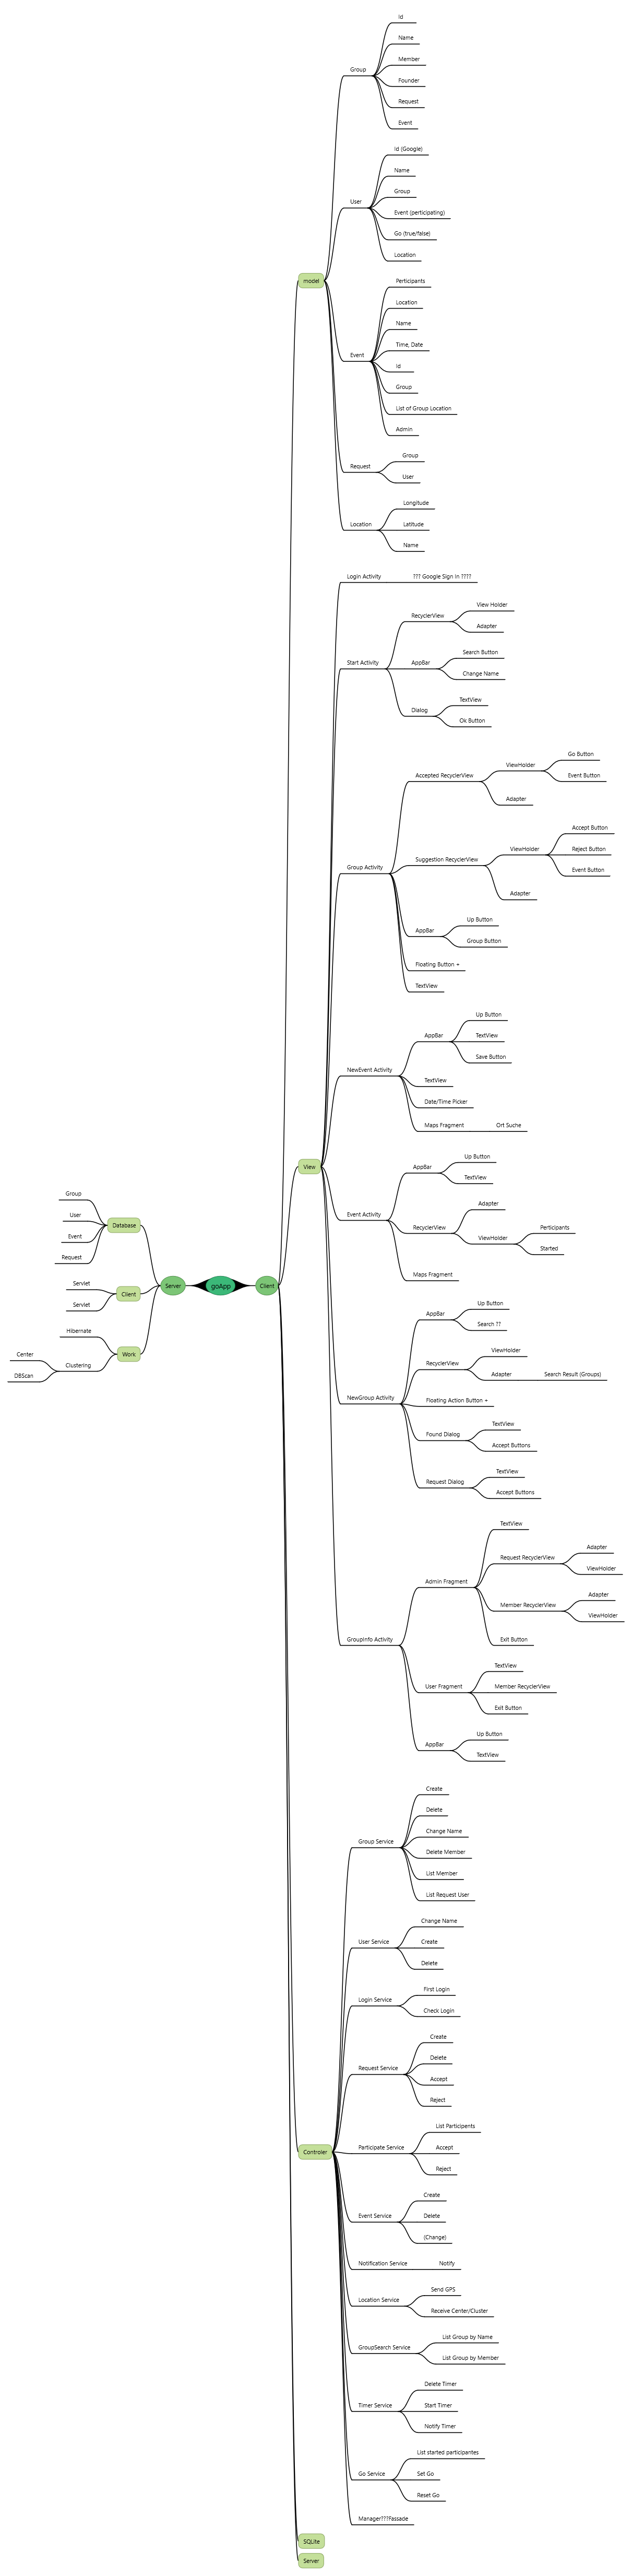 goApp
Client
model
Group
Id
Name
Member
Founder
Request
Event
User
Id (Google)
Name
Group
Event (perticipating)
Go (true/false)
Location
Event
Perticipants
Location
Name
Time, Date
Id
Group
List of Group Location
Admin
Request
Group
User
Location
Longitude
Latitude
Name
View
Login Activity
??? Google Sign In ????
Start Activity
RecyclerView
View Holder
Adapter
AppBar
Search Button
Change Name
Dialog
TextView
Ok Button
Group Activity
Accepted RecyclerView
ViewHolder
Go Button
Event Button
Adapter
Suggestion RecyclerView
ViewHolder
Accept Button
Reject Button
Event Button
Adapter
AppBar
Up Button
Group Button
Floating Button +
TextView
NewEvent Activity
AppBar
Up Button
TextView
Save Button
TextView
Date/Time Picker
Maps Fragment
Ort Suche
Event Activity
AppBar
Up Button
TextView
RecyclerView
Adapter
ViewHolder
Perticipants
Started
Maps Fragment
NewGroup Activity
AppBar
Up Button
Search ??
RecyclerView
ViewHolder
Adapter
Search Result (Groups)
Floating Action Button +
Found Dialog
TextView
Accept Buttons
Request Dialog
TextView
Accept Buttons
GroupInfo Activity
Admin Fragment
TextView
Request RecyclerView
Adapter
ViewHolder
Member RecyclerView
Adapter
ViewHolder
Exit Button
User Fragment
TextView
Member RecyclerView
Exit Button
AppBar
Up Button
TextView
Controler
Group Service
Create
Delete
Change Name
Delete Member
List Member
List Request User
User Service
Change Name
Create
Delete
Login Service
First Login
Check Login
Request Service
Create
Delete
Accept
Reject
Participate Service
List Participents
Accept
Reject
Event Service
Create
Delete
(Change)
Notification Service
Notify
Location Service
Send GPS
Receive Center/Cluster
GroupSearch Service
List Group by Name
List Group by Member
Timer Service
Delete Timer
Start Timer
Notify Timer
Go Service
List started participantes
Set Go
Reset Go
Manager???Fassade
SQLite
Server
Server
Database
Group
User
Event
Request
Client
Servlet
Servlet
Work
Hibernate
Clustering
Center
DBScan